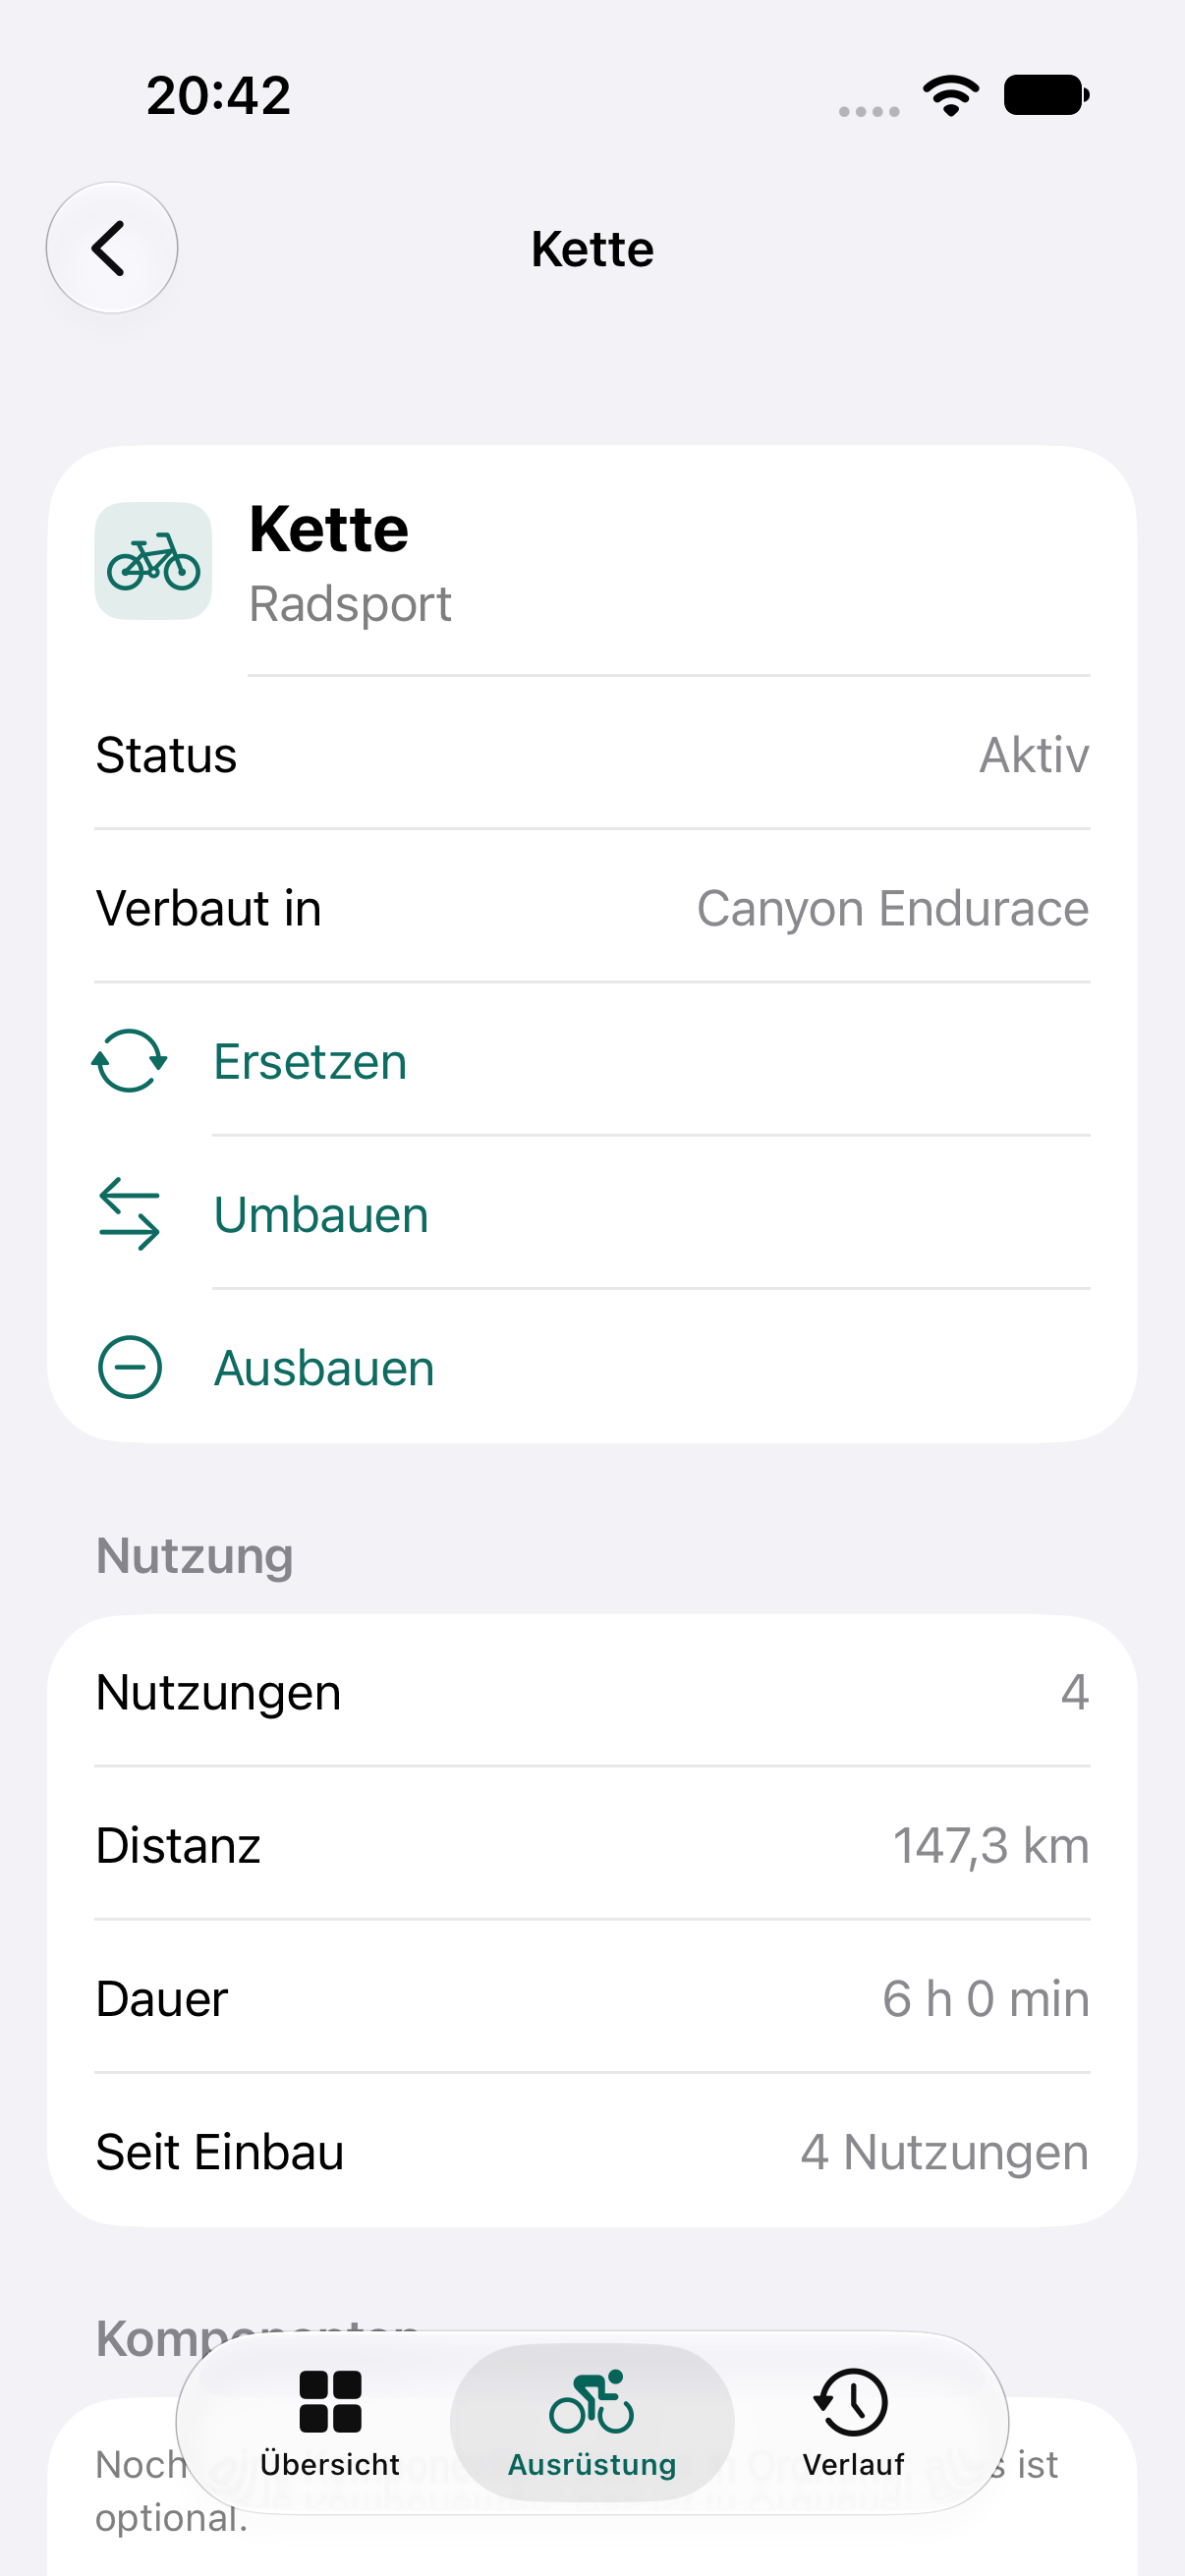 20:42
Kette
Kette
Radsport
Status Aktiv
Verbaut in Canyon Endurace
Ersetzen
Umbauen
Ausbauen
Nutzung
Nutzungen 4
Distanz 147,3 km
Dauer 6 h 0 min
Seit Einbau 4 Nutzungen
Komponenten
Noch ist
optional.
Übersicht Ausrüstung Verlauf